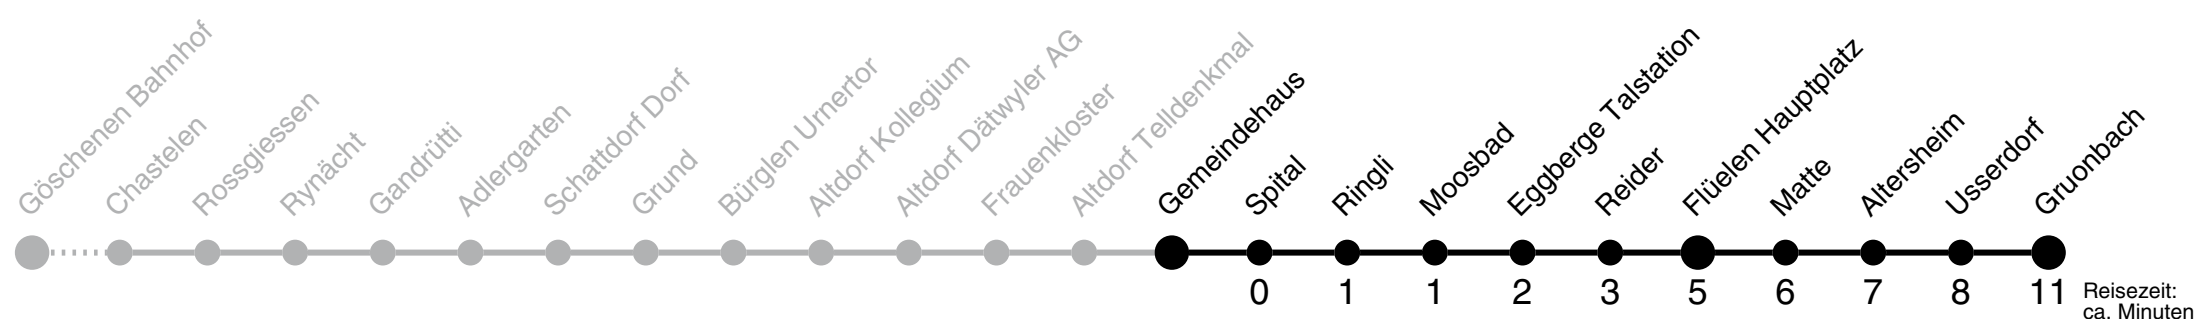 Göschenen Bahnhof
Chastelen
Rossgiessen
Rynächt
Gandrütti
Adlergarten
Schattdorf Dorf
Grund
Bürglen Urnertor
Altdorf Kollegium
Altdorf Dätwyler AG
Frauenkloster
Altdorf Telldenkmal
Gemeindehaus
Spital
Ringli
Moosbad
Eggberge Talstation
Reider
Flüelen Hauptplatz
Matte
Altersheim
Usserdorf
Gruonbach
0 1 1 2 3 5 6 7 8 11
Reisezeit:
ca. Minuten